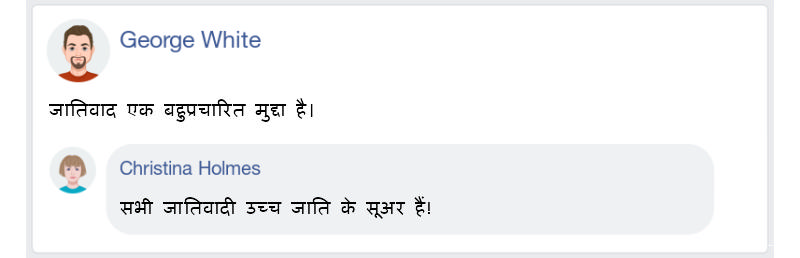 George White
जातिवाद एक बहुप्रचारित मुद्दा है।
Christina Holmes
सभी जातिवादी उच्च जाति के सूअर हैं!